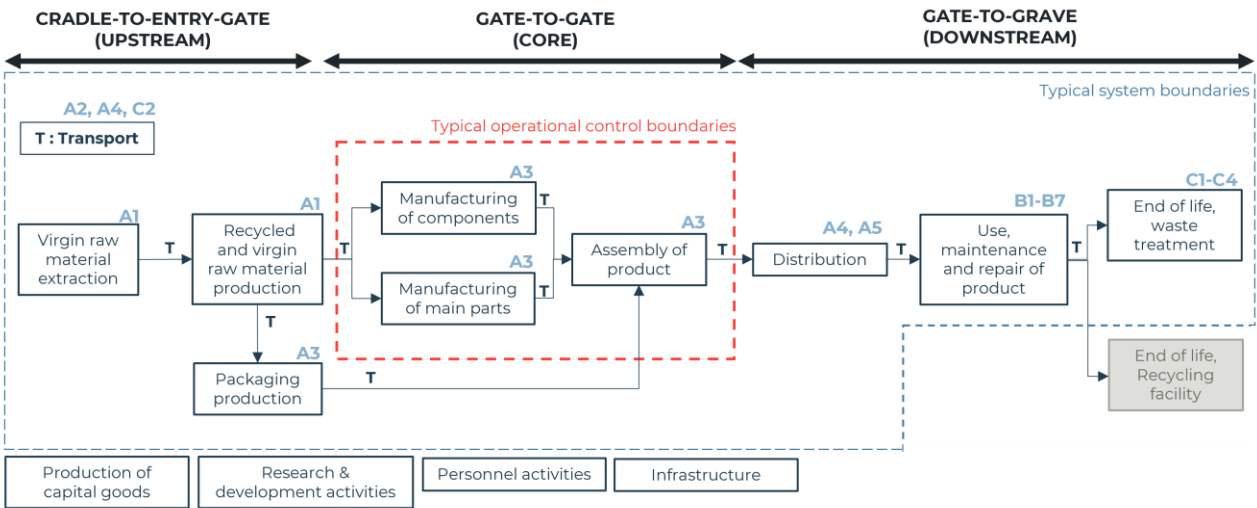 CRADLE-TO-ENTRY-GATE
(UPSTREAM)
GATE-TO-GATE
(CORE)
GATE-TO-GRAVE
(DOWNSTREAM)
Typical system boundaries
A2, A4, C2
T : Transport
Typical operational control boundaries
A1
Virgin raw
material
extraction
T
A1
Recycled
and virgin
raw material
production
T
A3
Manufacturing
of components
T
A3
Manufacturing
of main parts
T
A3
Assembly of
product
T
A4, A5
Distribution
T
B1-B7
Use,
maintenance
and repair of
product
T
C1-C4
End of life,
waste
treatment
End of life,
Recycling
facility
T
A3
Packaging
production
T
Production of
capital goods
Research &
development activities
Personnel activities
Infrastructure